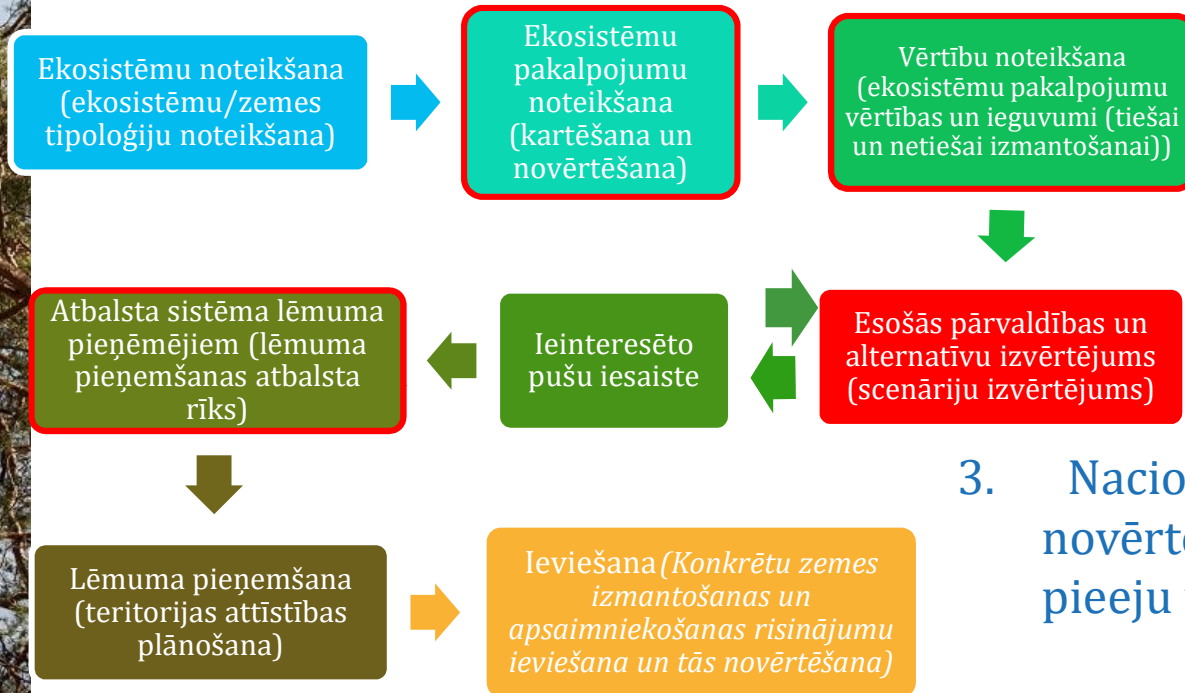 Ekosistēmu noteikšana
(ekosistēmu/zemes
tipoloģiju noteikšana)
Ekosistēmu
pakalpojumu
noteikšana
(kartēšana un
novērtēšana)
Vērtību noteikšana
(ekosistēmu pakalpojumu
vērtības un ieguvumi (tiešai
un netiešai izmantošanai))
Atbalsta sistēma lēmuma
pieņēmējiem (lēmuma
pieņemšanas atbalsta
rīks)
Ieinteresēto
pušu iesaiste
Esošās pārvaldības un
alternatīvu izvērtējums
(scenāriju izvērtējums)
Lēmuma pieņemšana
(teritorijas attīstības
plānošana)
Ieviešana(Konkrētu zemes
izmantošanas un
apsaimniekošanas risinājumu
ieviešana un tās novērtēšana)
3.
pieeju